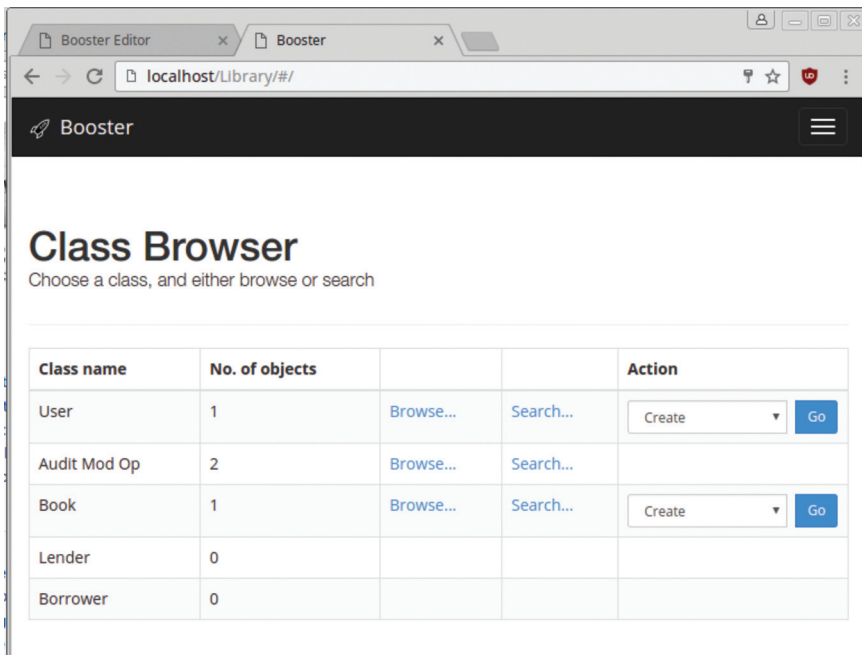 Booster Editor Booster
localhost/Library/#/
Booster
Class Browser
Choose a class, and either browse or search
Class name No. of objects Action
User 1 Browse... Search... Create Go
Audit Mod Op 2 Browse... Search...
Book 1 Browse... Search... Create Go
Lender 0
Borrower 0